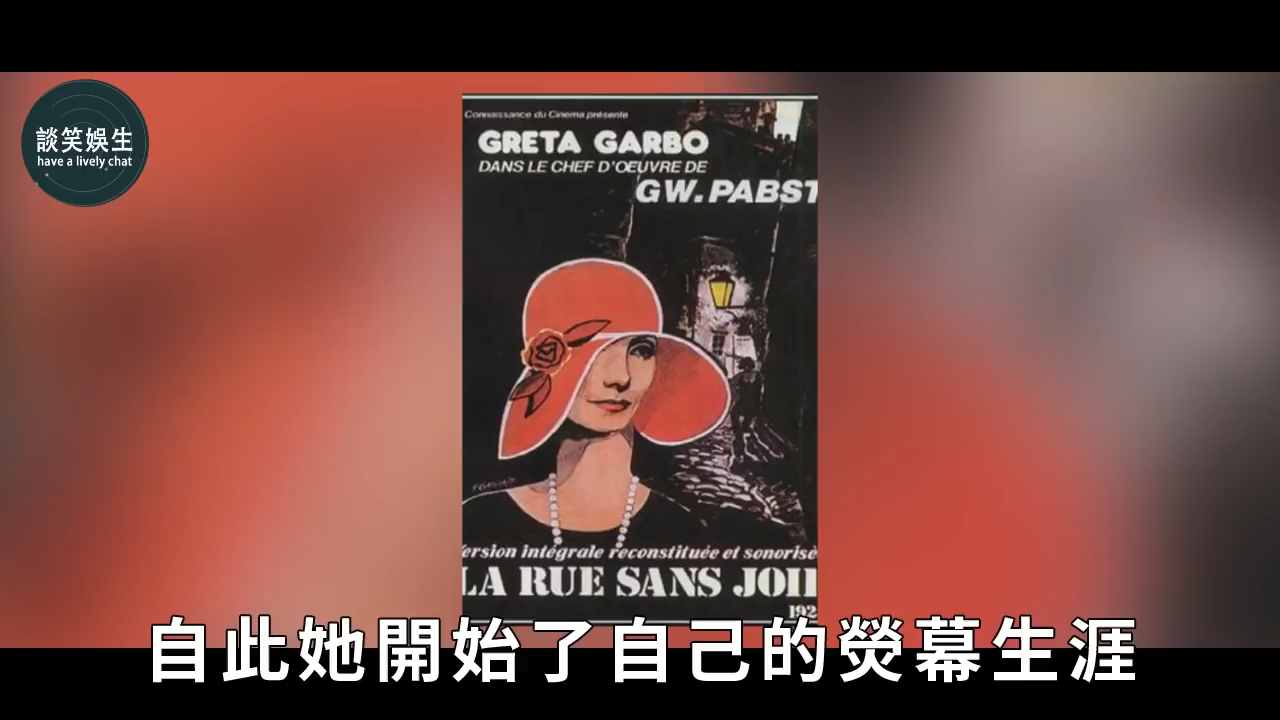 談笑娛生
have a lively chat
Connaissance du Cinema présente
GRETA GARBO
DANS LE CHEF D'OEUVRE DE
GW. PABST
ersion intégrale reconstituée et sonorisé
LA RUE SANS JOI
192
自此她開始了自己的熒幕生涯